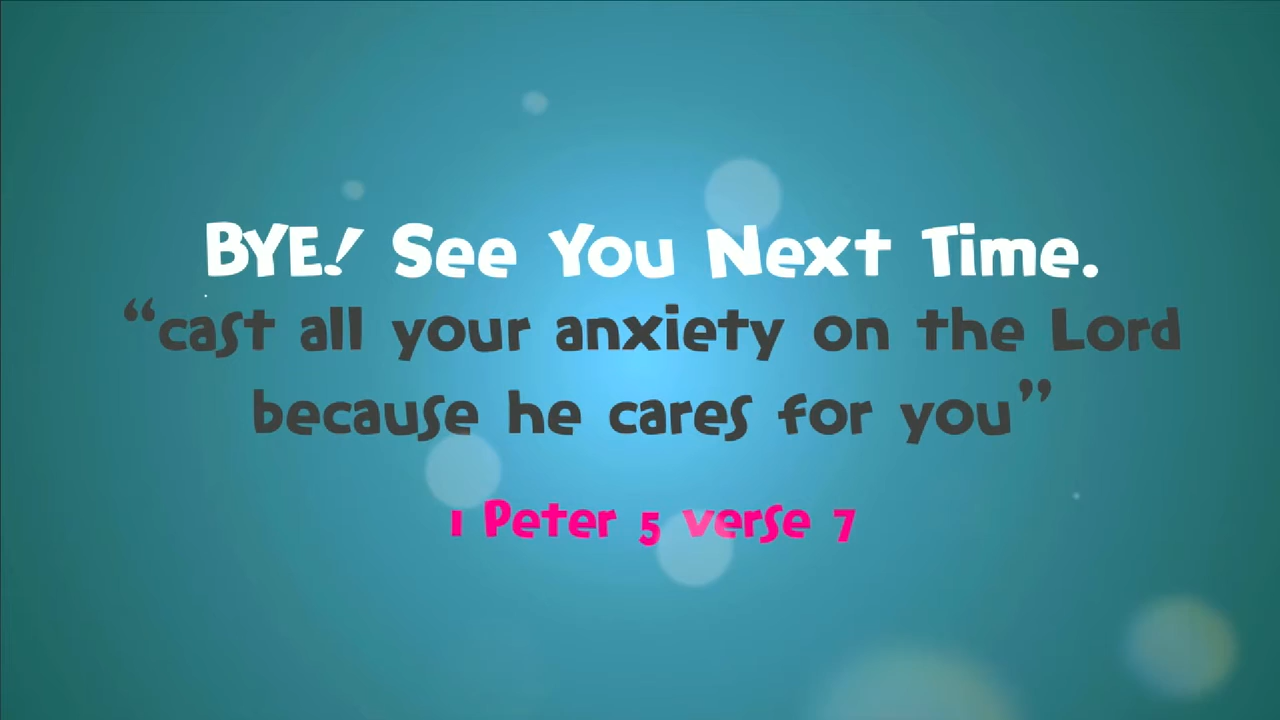 BYE! See You Next Time.
“cast all your anxiety on the Lord
because he cares for you”
1 Peter 5 verse 7